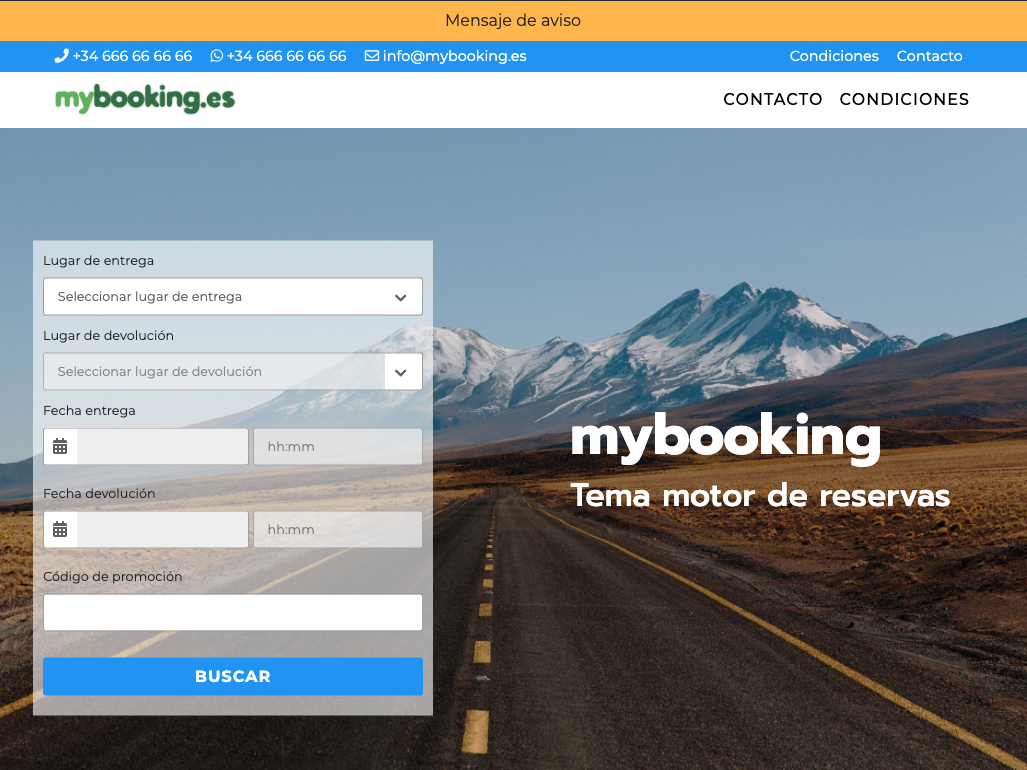 Mensaje de aviso
+34 666 66 66 66 +34 666 66 66 66 info@mybooking.es Condiciones Contacto
mybooking.es CONTACTO CONDICIONES
Lugar de entrega
Seleccionar lugar de entrega
Lugar de devolución
Seleccionar lugar de devolución
Fecha entrega
hh:mm
Fecha devolución
hh:mm
Código de promoción
BUSCAR
mybooking
Tema motor de reservas